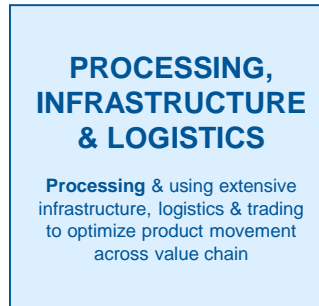 PROCESSING,
INFRASTRUCTURE
& LOGISTICS
Processing & using extensive
infrastructure, logistics & trading
to optimize product movement
across value chain